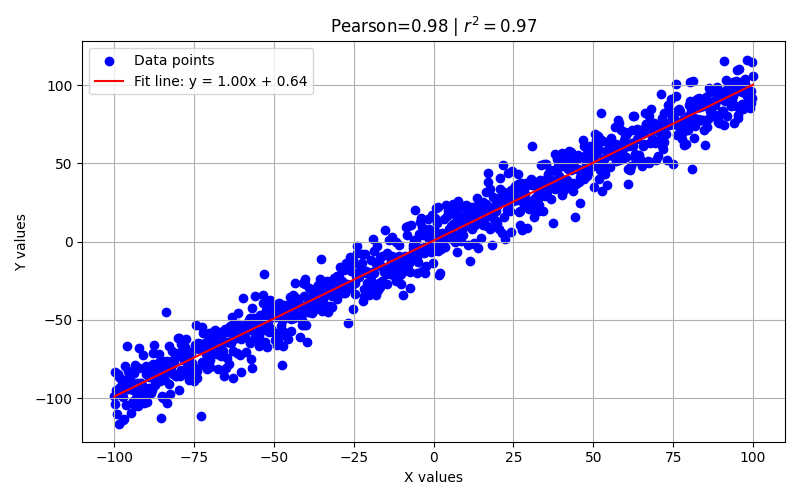 Pearson=0.98 | r² = 0.97
Data points
Fit line: y = 1.00x + 0.64
100
50
0
−50
−100
Y values
−100 −75 −50 −25 0 25 50 75 100
X values